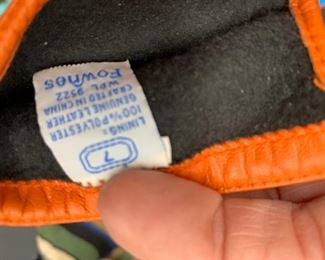 Fownes
WPL 9522
CRAFTED IN CHINA
GENUINE LEATHER
100% POLYESTER
LINING:
7